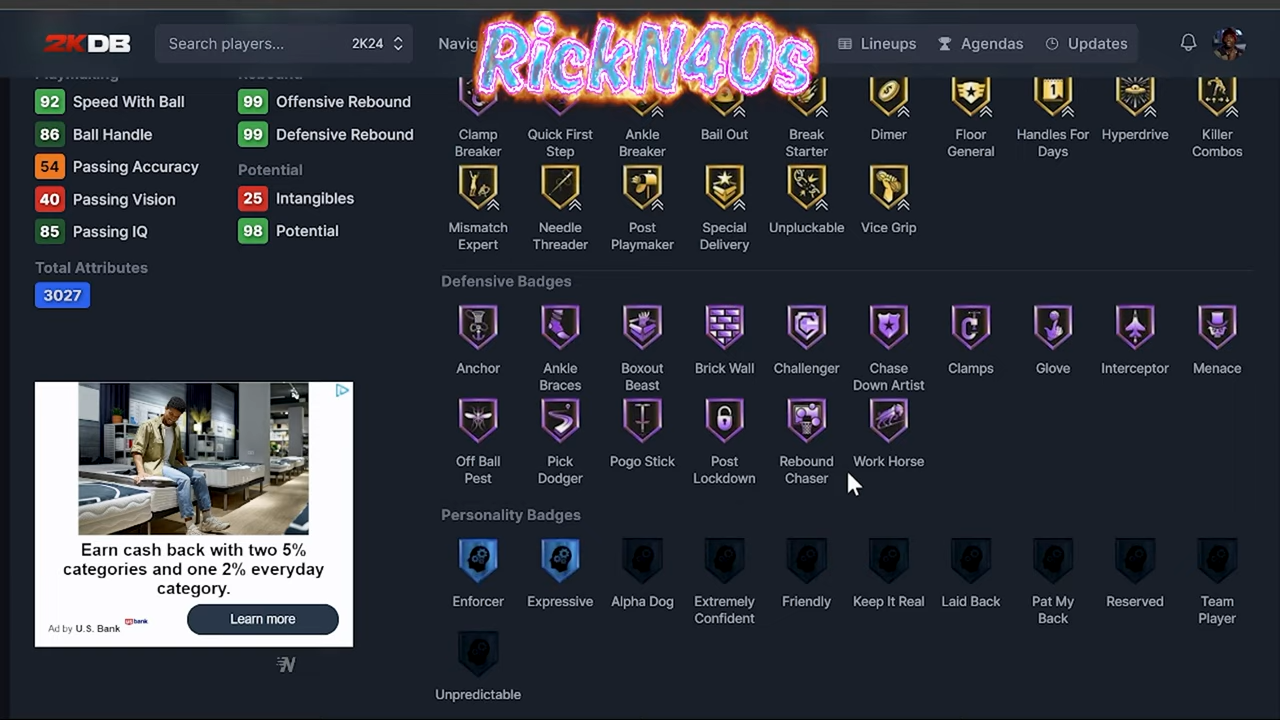 2KDB
Search players...
2K24
Navig
RickN40s
Lineups
Agendas
Updates
92 Speed With Ball
86 Ball Handle
54 Passing Accuracy
40 Passing Vision
85 Passing IQ
Total Attributes
3027
Rebound
99 Offensive Rebound
99 Defensive Rebound
Potential
25 Intangibles
98 Potential
Clamp Breaker
Quick First Step
Ankle Breaker
Bail Out
Break Starter
Dimer
Floor General
Handles For Days
Hyperdrive
Killer Combos
Mismatch Expert
Needle Threader
Post Playmaker
Special Delivery
Unpluckable
Vice Grip
Defensive Badges
Anchor
Ankle Braces
Boxout Beast
Brick Wall
Challenger
Chase Down Artist
Clamps
Glove
Interceptor
Menace
Off Ball Pest
Pick Dodger
Pogo Stick
Post Lockdown
Rebound Chaser
Work Horse
Personality Badges
Enforcer
Expressive
Alpha Dog
Extremely Confident
Friendly
Keep It Real
Laid Back
Pat My Back
Reserved
Team Player
Unpredictable
Earn cash back with two 5%
categories and one 2% everyday
category.
Ad by U.S. Bank
usbank
Learn more